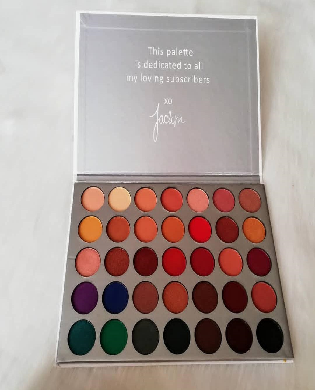 This palette
is dedicated to all
my loving subscribers
xo
Jaclyn